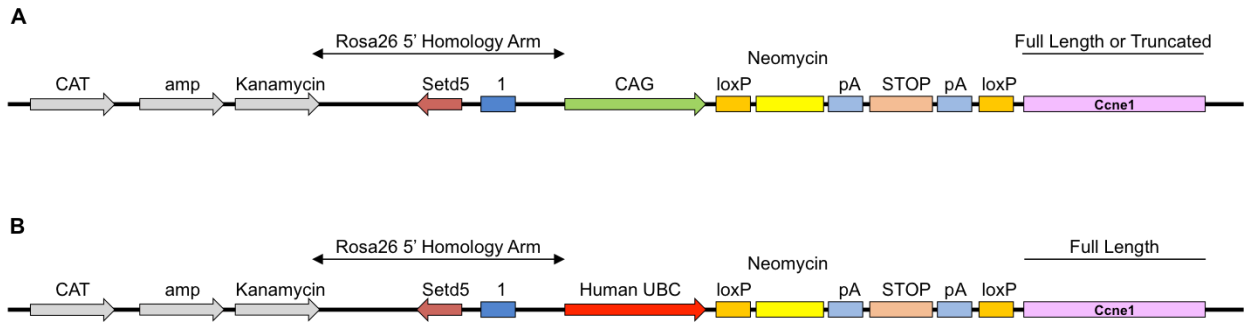 A
Rosa26 5’ Homology Arm
Full Length or Truncated
Neomycin
CAT amp Kanamycin Setd5 1 CAG loxP pA STOP pA loxP
Ccne1
B
Rosa26 5’ Homology Arm
Full Length
Neomycin
CAT amp Kanamycin Setd5 1 Human UBC loxP pA STOP pA loxP
Ccne1